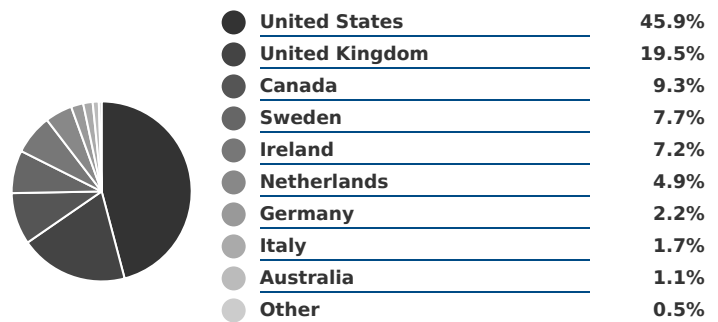 United States 45.9%
United Kingdom 19.5%
Canada 9.3%
Sweden 7.7%
Ireland 7.2%
Netherlands 4.9%
Germany 2.2%
Italy 1.7%
Australia 1.1%
Other 0.5%